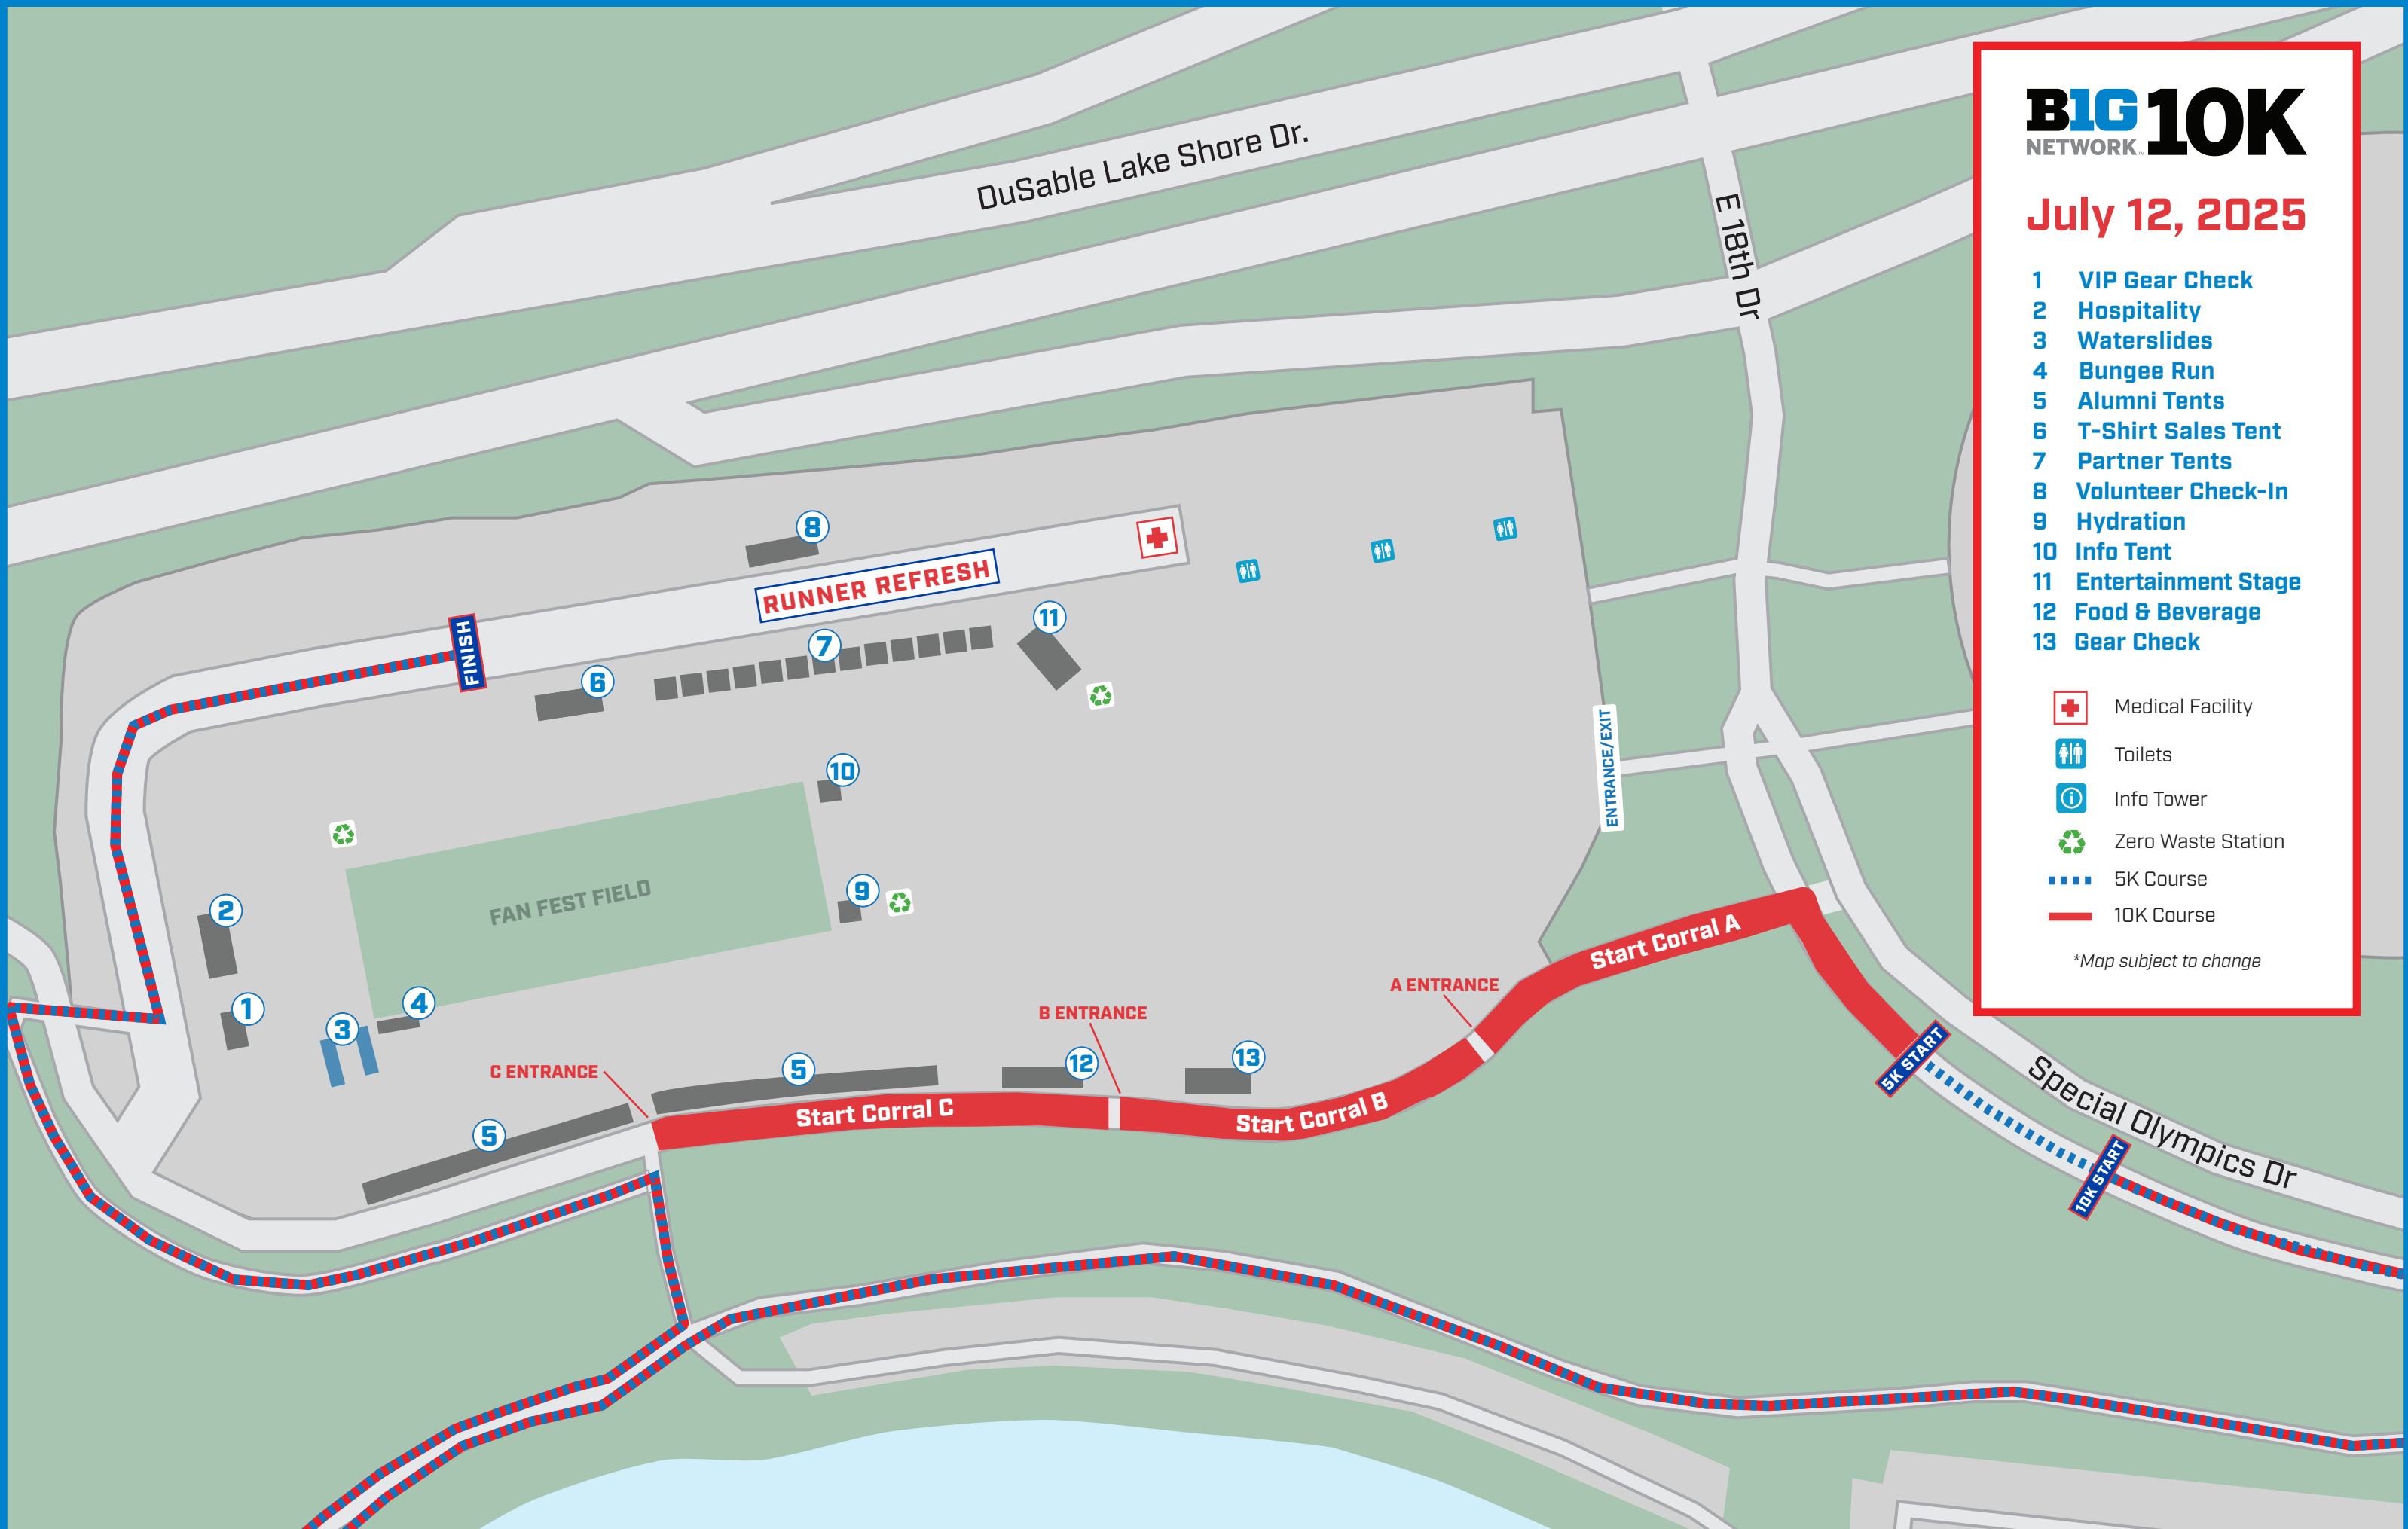 DuSable Lake Shore Dr.
E 18th Dr
8
RUNNER REFRESH
FINISH
11
7
6
ENTRANCE/EXIT
10
FAN FEST FIELD
9
2
1
4
3
Start Corral A
A ENTRANCE
B ENTRANCE
C ENTRANCE
5
12
13
Start Corral C
Start Corral B
5
5K START
10K START
Special Olympics Dr
B1G 10K
NETWORK
July 12, 2025
1 VIP Gear Check
2 Hospitality
3 Waterslides
4 Bungee Run
5 Alumni Tents
6 T-Shirt Sales Tent
7 Partner Tents
8 Volunteer Check-In
9 Hydration
10 Info Tent
11 Entertainment Stage
12 Food & Beverage
13 Gear Check
Medical Facility
Toilets
Info Tower
Zero Waste Station
5K Course
10K Course
*Map subject to change